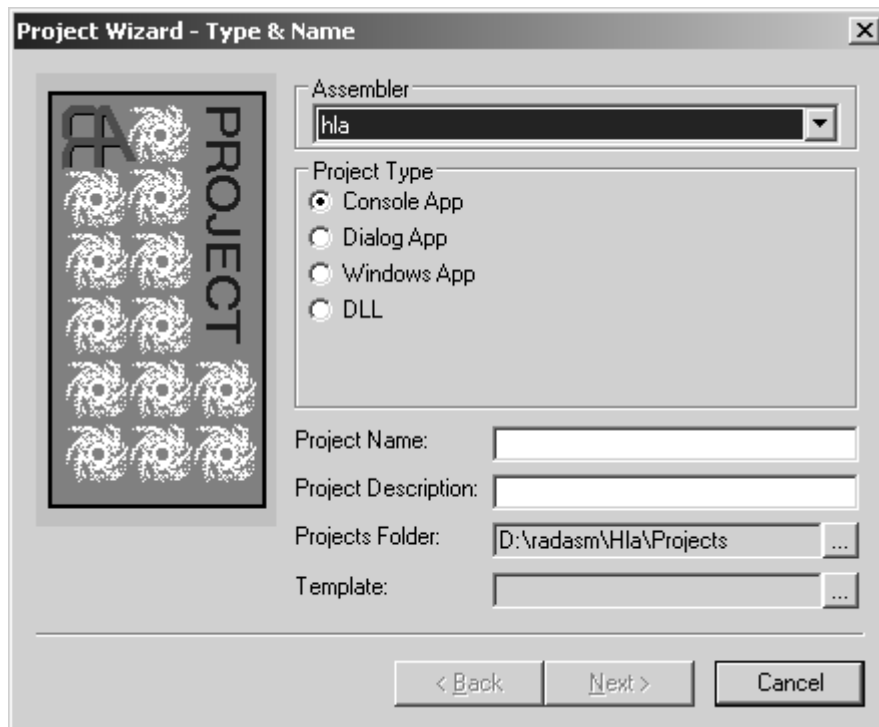 Project Wizard - Type & Name
RA
PROJECT
Assembler
hla
Project Type
Console App
Dialog App
Windows App
DLL
Project Name:
Project Description:
Projects Folder: D:\radasm\Hla\Projects ...
Template: ...
< Back Next > Cancel